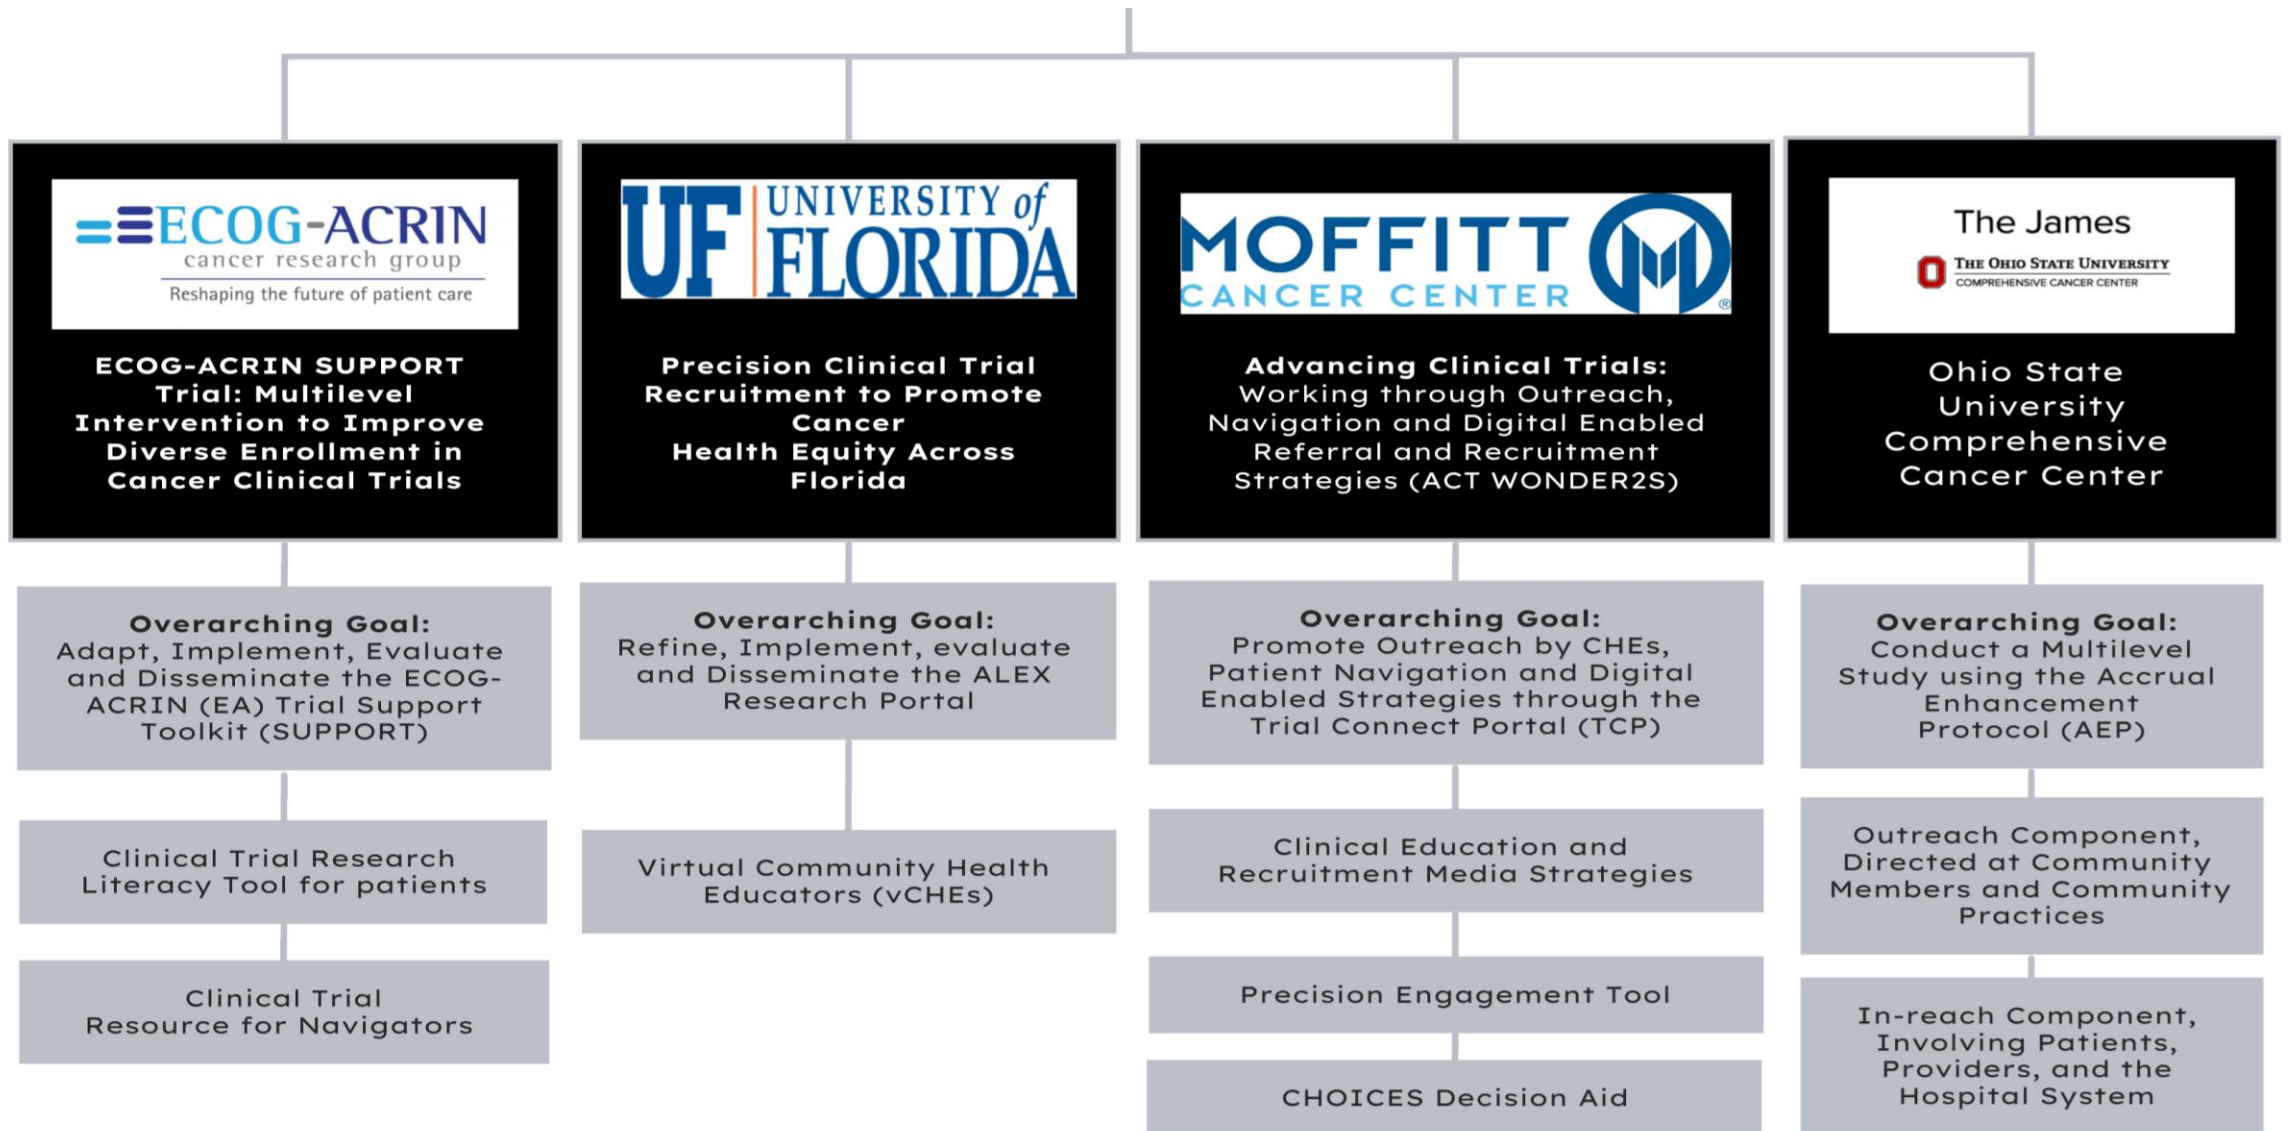 ECOG-ACRIN
cancer research group
Reshaping the future of patient care
ECOG-ACRIN SUPPORT
Trial: Multilevel
Intervention to Improve
Diverse Enrollment in
Cancer Clinical Trials
Overarching Goal:
Adapt, Implement, Evaluate
and Disseminate the ECOG-
ACRIN (EA) Trial Support
Toolkit (SUPPORT)
Clinical Trial Research
Literacy Tool for patients
Clinical Trial
Resource for Navigators
UF UNIVERSITY of
FLORIDA
Precision Clinical Trial
Recruitment to Promote
Cancer
Health Equity Across
Florida
Overarching Goal:
Refine, Implement, evaluate
and Disseminate the ALEX
Research Portal
Virtual Community Health
Educators (vCHEs)
MOFFITT
CANCER CENTER
M ®
Advancing Clinical Trials:
Working through Outreach,
Navigation and Digital Enabled
Referral and Recruitment
Strategies (ACT WONDER2S)
Overarching Goal:
Promote Outreach by CHEs,
Patient Navigation and Digital
Enabled Strategies through the
Trial Connect Portal (TCP)
Clinical Education and
Recruitment Media Strategies
Precision Engagement Tool
CHOICES Decision Aid
The James
THE OHIO STATE UNIVERSITY
COMPREHENSIVE CANCER CENTER
Ohio State
University
Comprehensive
Cancer Center
Overarching Goal:
Conduct a Multilevel
Study using the Accrual
Enhancement
Protocol (AEP)
Outreach Component,
Directed at Community
Members and Community
Practices
In-reach Component,
Involving Patients,
Providers, and the
Hospital System